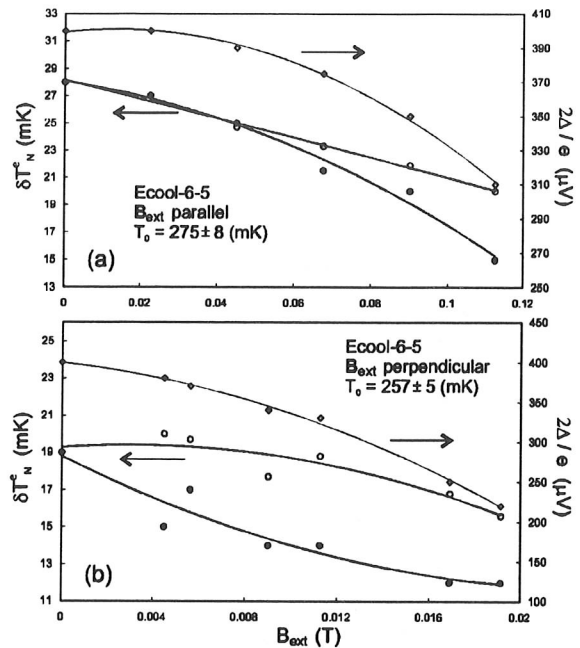 33
31
29
27
25
23
21
19
17
15
13
δT^e_N (mK)
410
390
370
350
330
310
290
270
260
2Δ / e (μV)
Ecool-6-5
B_ext parallel
T_0 = 275± 8 (mK)
(a)
0 0.02 0.04 0.06 0.08 0.1 0.12
25
23
21
19
17
15
13
11
δT^e_N (mK)
450
400
350
300
250
200
150
100
2Δ / e (μV)
Ecool-6-5
B_ext perpendicular
T_0 = 257± 5 (mK)
(b)
0 0.004 0.008 0.012 0.016 0.02
B_ext (T)